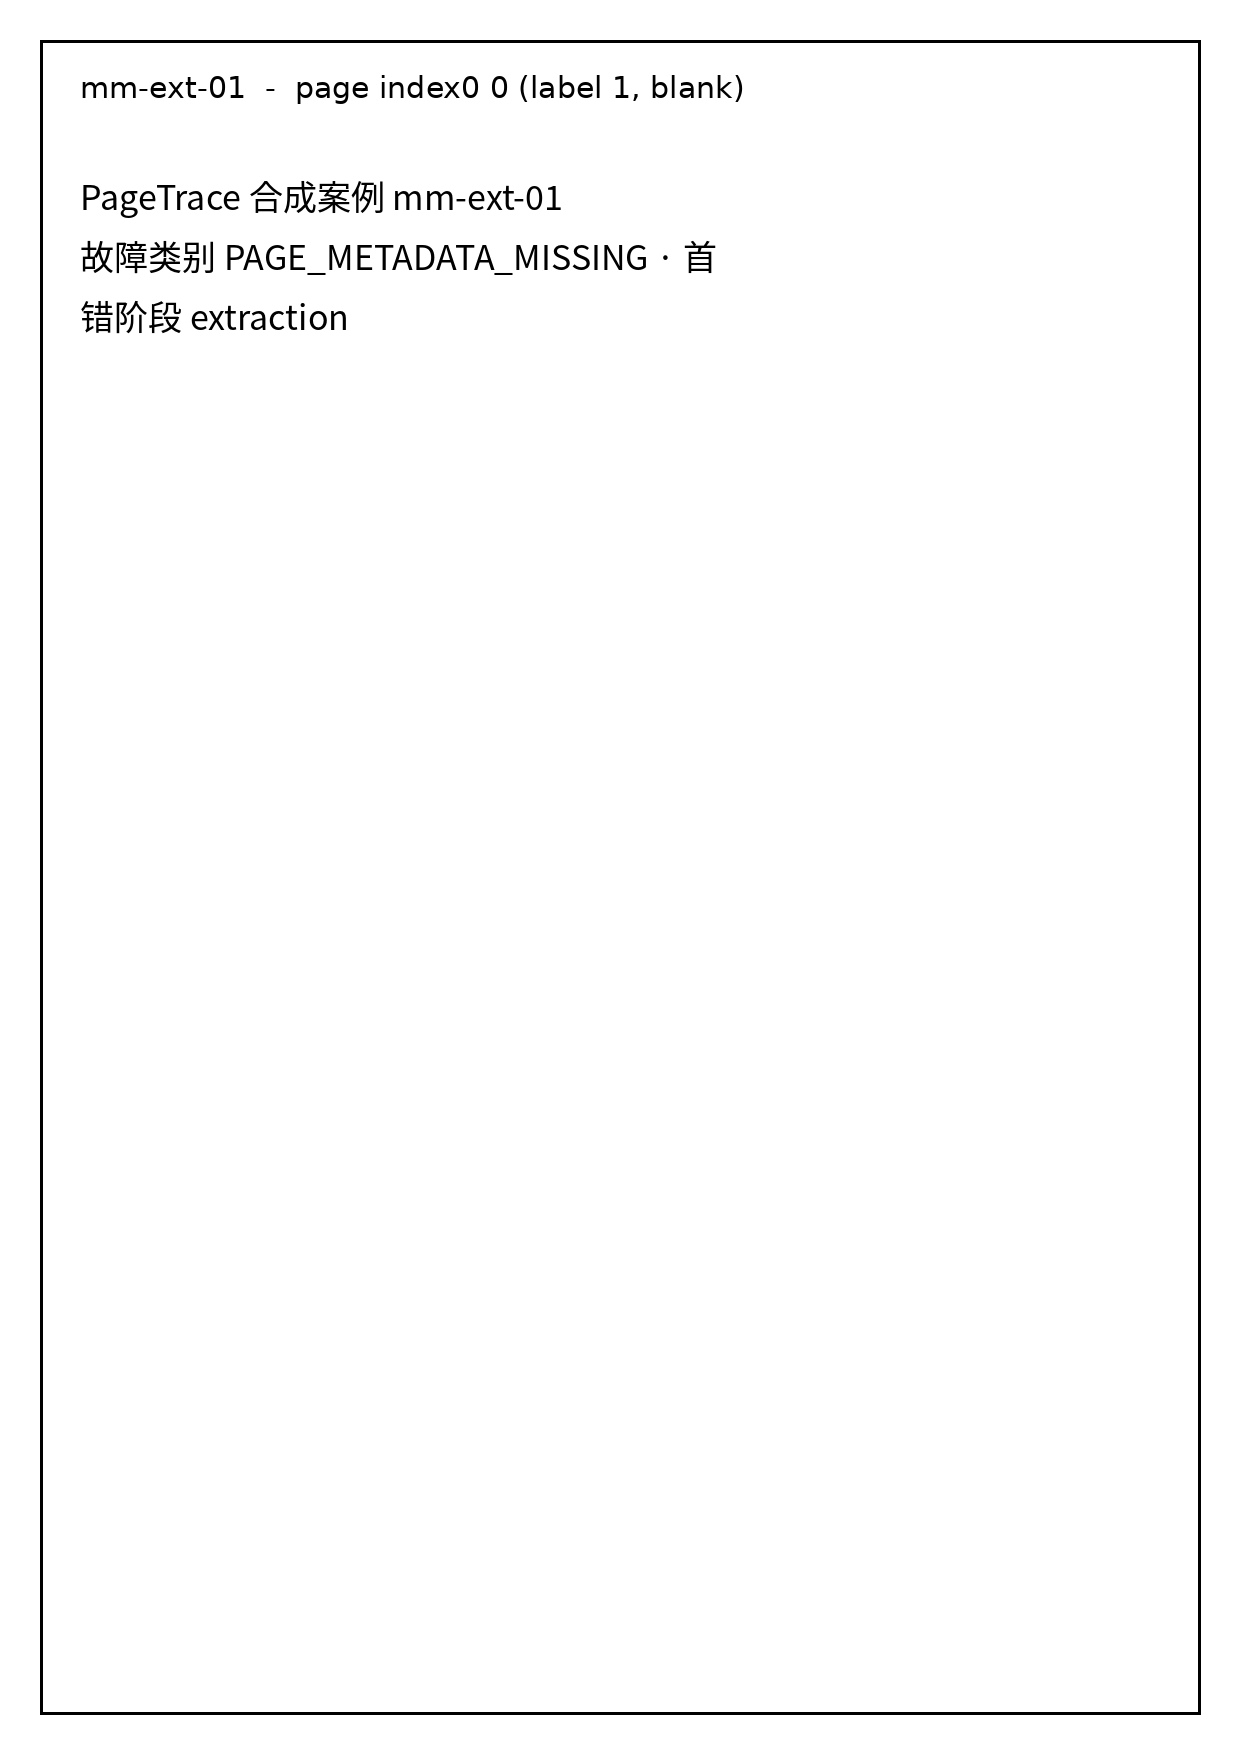 mm-ext-01  -  page index0 0 (label 1, blank)
PageTrace 合成案例 mm-ext-01
故障类别 PAGE_METADATA_MISSING · 首
错阶段 extraction